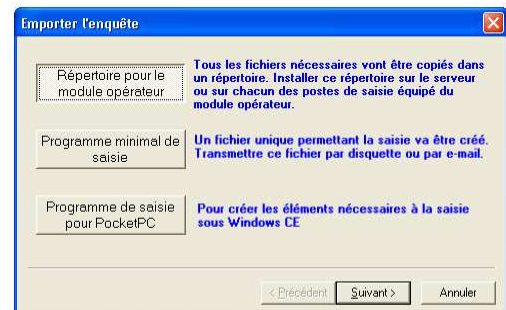 Emporter l'enquête
Répertoire pour le
module opérateur
Tous les fichiers nécessaires vont être copiés dans
un répertoire. Installer ce répertoire sur le serveur
ou sur chacun des postes de saisie équipé du
module opérateur.
Programme minimal de
saisie
Un fichier unique permettant la saisie va être créé.
Transmettre ce fichier par disquette ou par e-mail.
Programme de saisie
pour PocketPC
Pour créer les éléments nécessaires à la saisie
sous Windows CE
< Précédent
Suivant >
Annuler